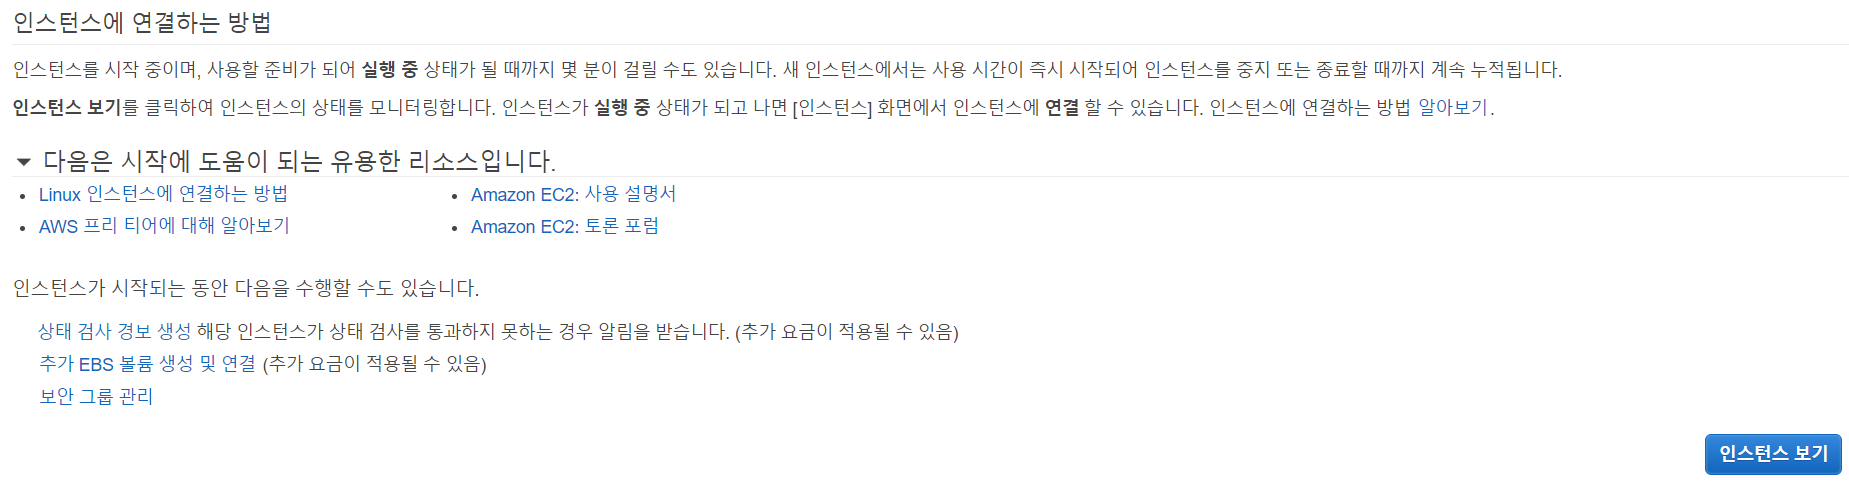 인스턴스에 연결하는 방법
인스턴스를 시작 중이며, 사용할 준비가 되어 실행 중 상태가 될 때까지 몇 분이 걸릴 수도 있습니다. 새 인스턴스에서는 사용 시간이 즉시 시작되어 인스턴스를 중지 또는 종료할 때까지 계속 누적됩니다.
인스턴스 보기를 클릭하여 인스턴스의 상태를 모니터링합니다. 인스턴스가 실행 중 상태가 되고 나면 [인스턴스] 화면에서 인스턴스에 연결 할 수 있습니다. 인스턴스에 연결하는 방법 알아보기.
다음은 시작에 도움이 되는 유용한 리소스입니다.
• Linux 인스턴스에 연결하는 방법
• AWS 프리 티어에 대해 알아보기
• Amazon EC2: 사용 설명서
• Amazon EC2: 토론 포럼
인스턴스가 시작되는 동안 다음을 수행할 수도 있습니다.
상태 검사 경보 생성 해당 인스턴스가 상태 검사를 통과하지 못하는 경우 알림을 받습니다. (추가 요금이 적용될 수 있음)
추가 EBS 볼륨 생성 및 연결 (추가 요금이 적용될 수 있음)
보안 그룹 관리
인스턴스 보기